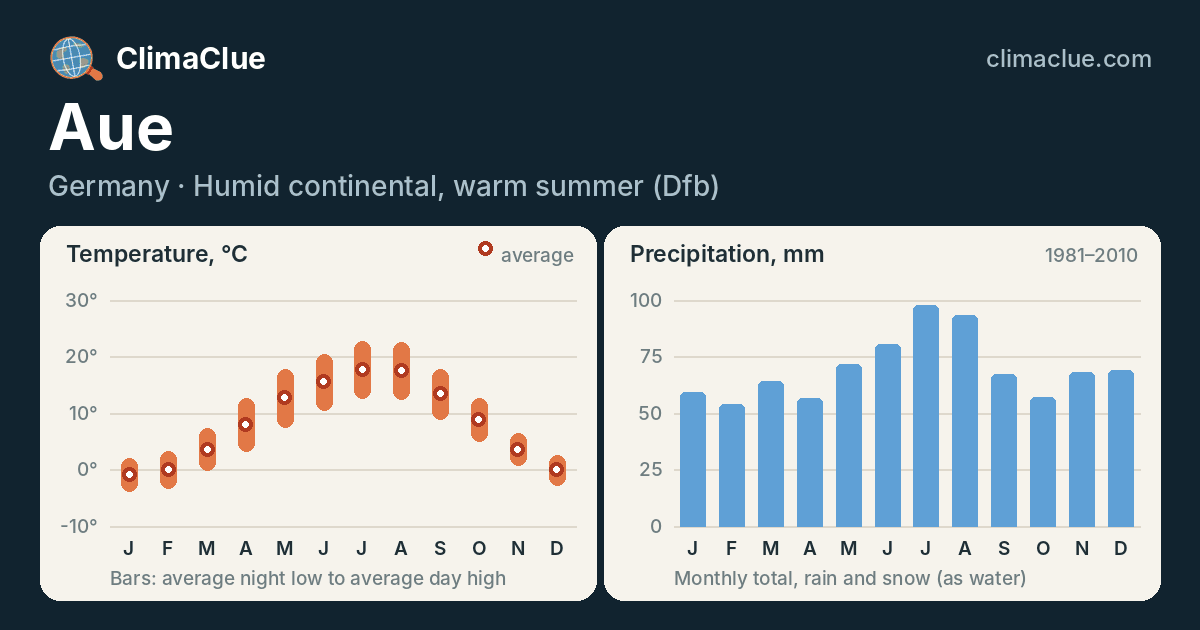 ClimaClue
climaclue.com
Aue
Germany · Humid continental, warm summer (Dfb)
Temperature, °C
average
30°
20°
10°
0°
-10°
J F M A M J J A S O N D
Bars: average night low to average day high
Precipitation, mm
1981–2010
100
75
50
25
0
J F M A M J J A S O N D
Monthly total, rain and snow (as water)